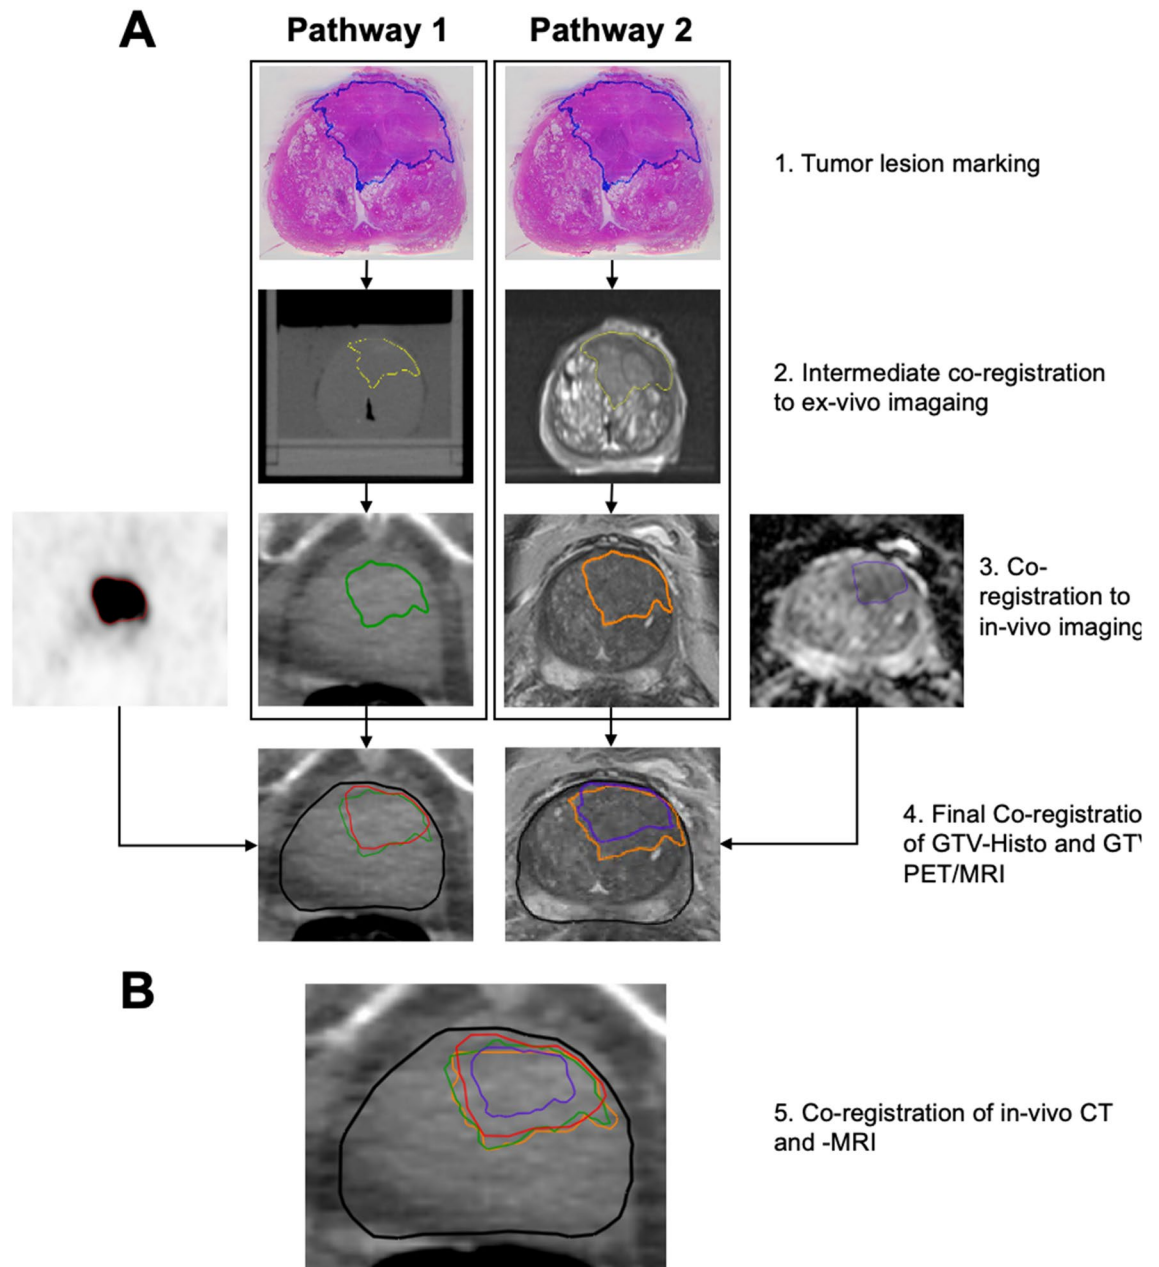 A
Pathway 1
Pathway 2
1. Tumor lesion marking
2. Intermediate co-registration
to ex-vivo imagaing
3. Co-
registration to
in-vivo imaging
4. Final Co-registratio
of GTV-Histo and GT
PET/MRI
B
5. Co-registration of in-vivo CT
and -MRI